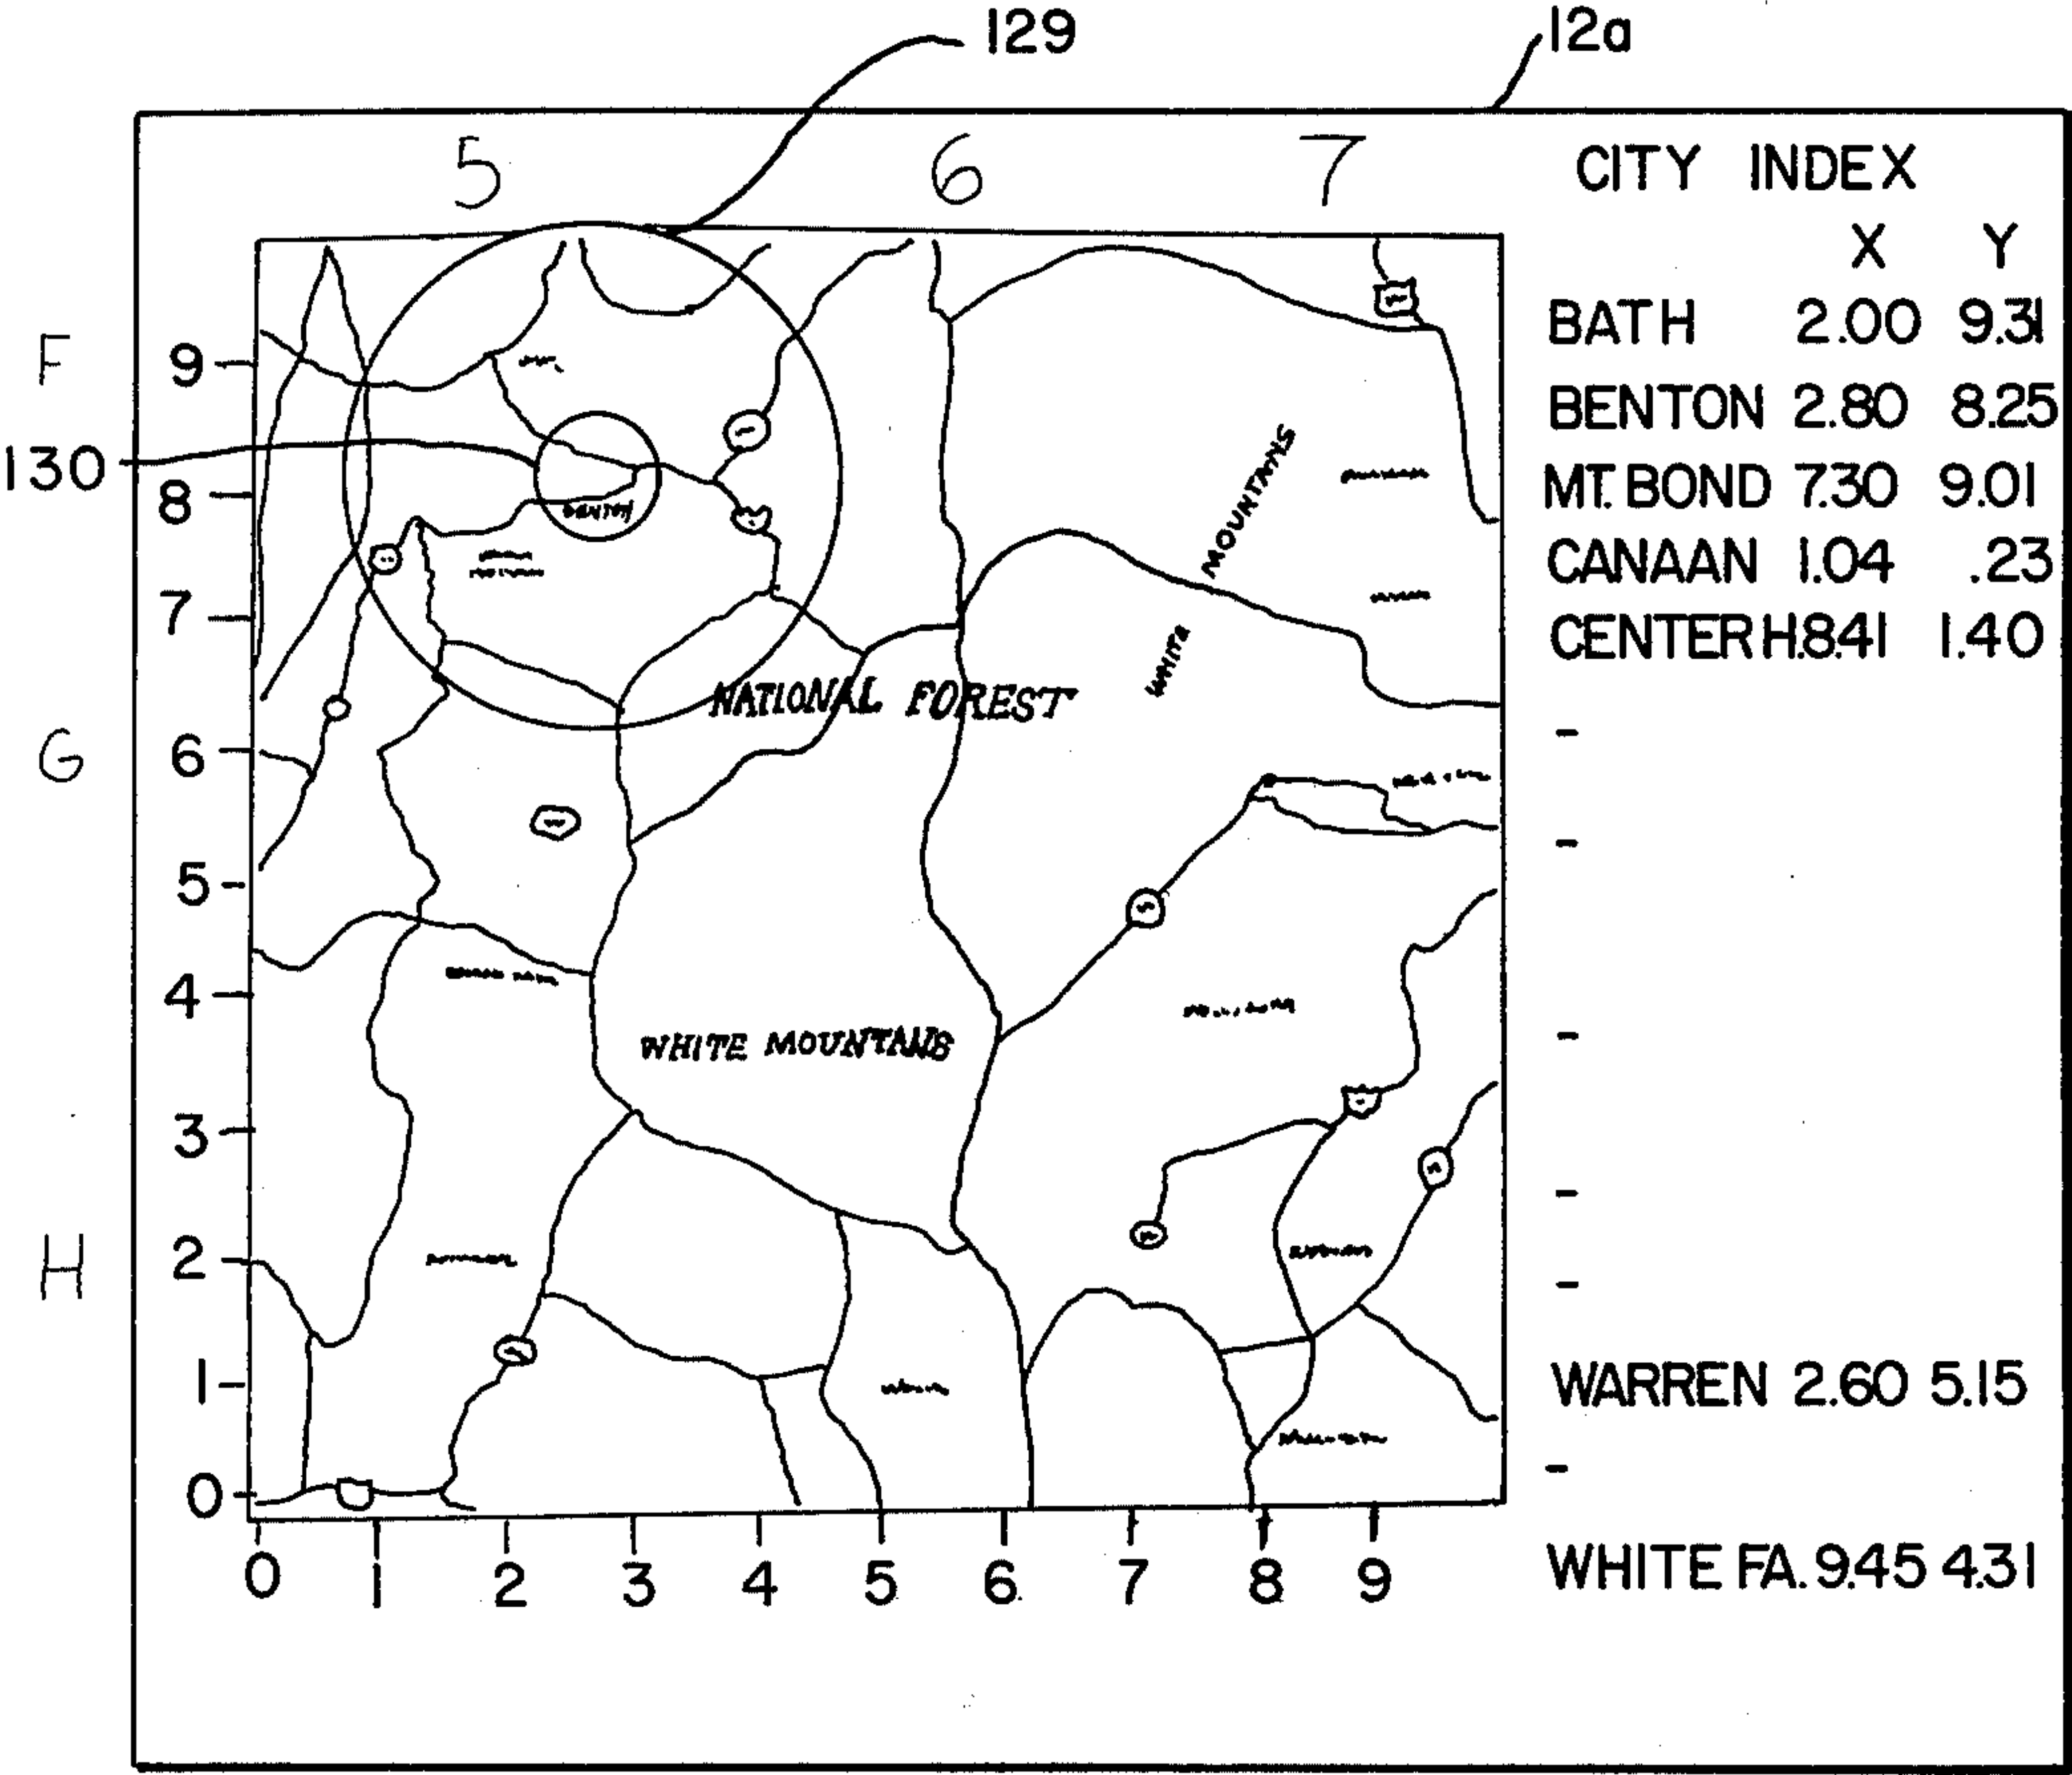 129
12a
5 6 7
CITY INDEX
X Y
BATH 2.00 9.31
BENTON 2.80 8.25
MT. BOND 7.30 9.01
CANAAN 1.04 .23
CENTER H. 8.41 1.40
-
-
-
-
-
WARREN 2.60 5.15
-
WHITE FA. 9.45 4.31
F
9
130
8
BENTON
MOUNTAINS
7
WHITE
NATIONAL FOREST
G
6
5
4
WHITE MOUNTANS
3
H
2
1
0
0 1 2 3 4 5 6 7 8 9